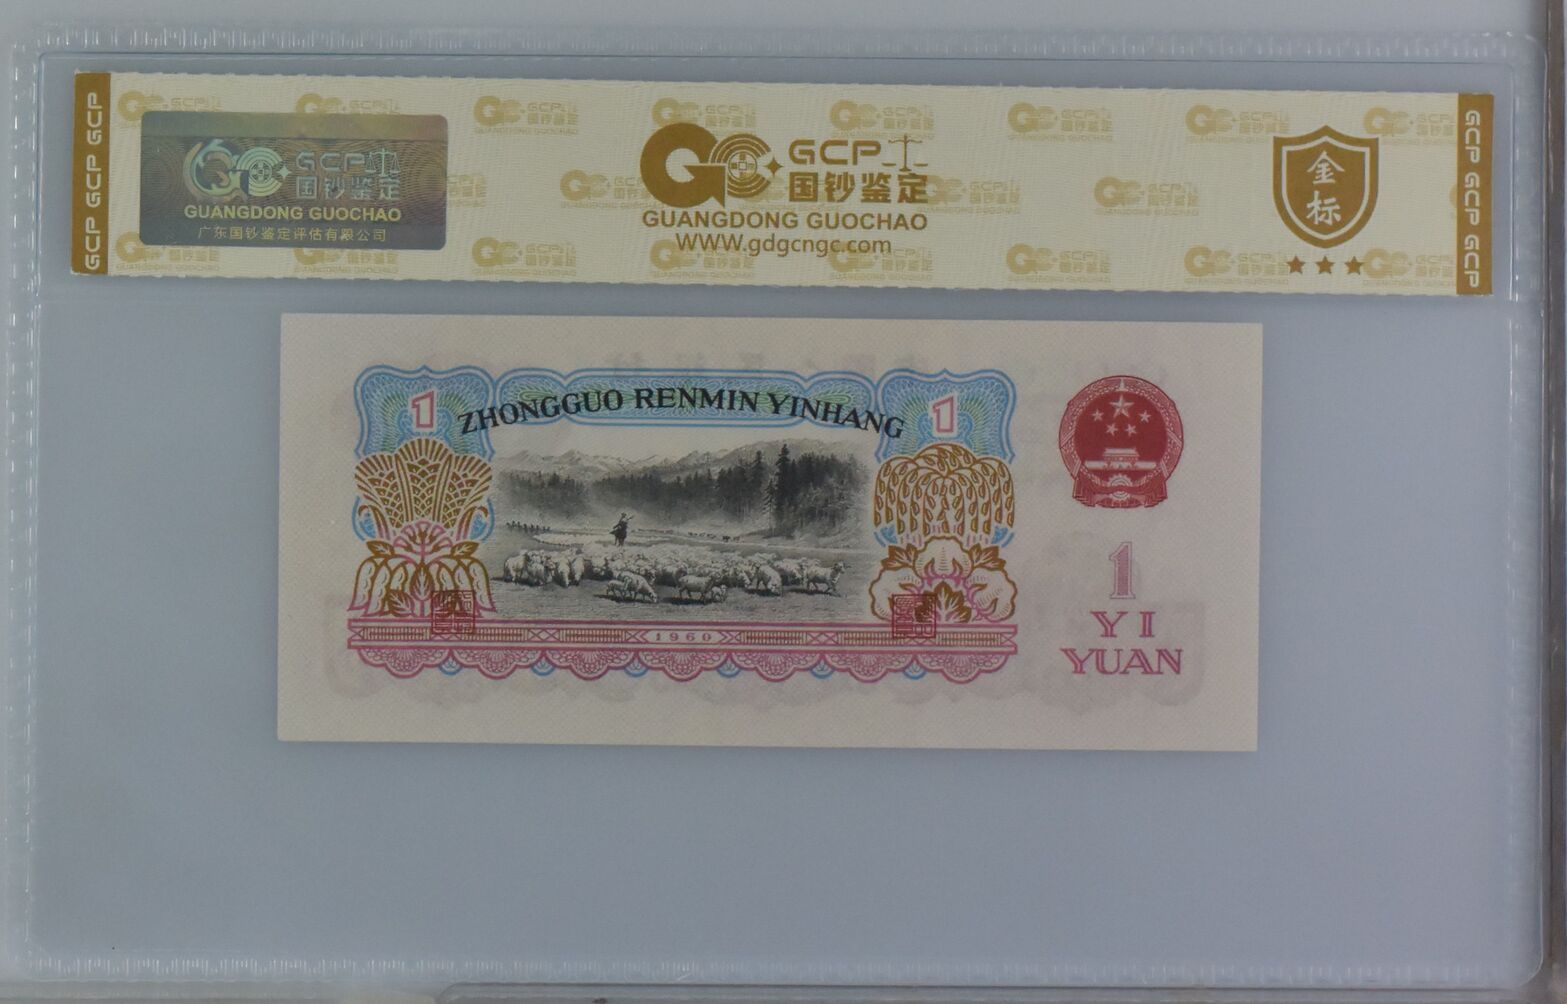 GCP GCP GCP
GCP
国钞鉴定
GUANGDONG GUOCHAO
广东国钞鉴定评估有限公司
GCP
国钞鉴定
GUANGDONG GUOCHAO
WWW.gdgcngc.com
金标
GCP GCP GCP
ZHONGGUO RENMIN YINHANG
1
1
1960
1
YI
YUAN